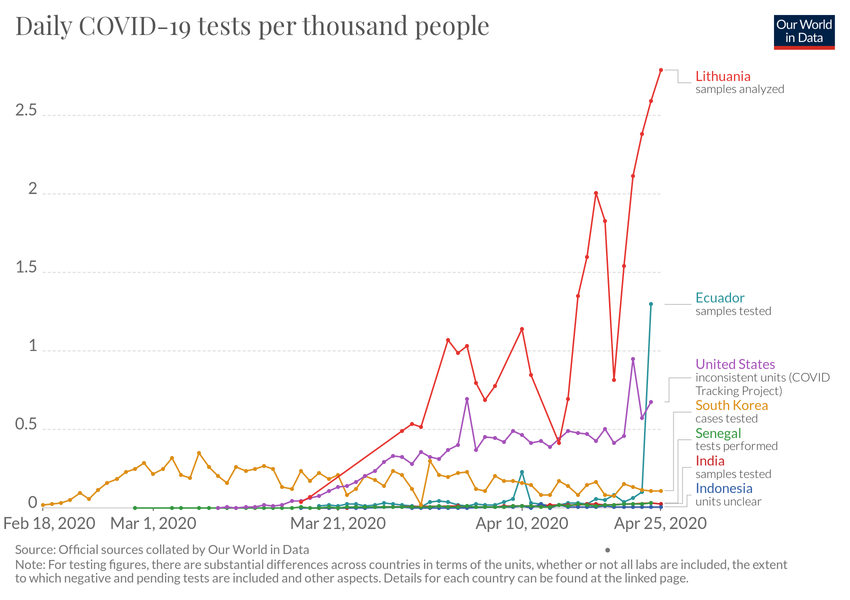 Daily COVID-19 tests per thousand people
Our World
in Data
Lithuania
samples analyzed
2.5
2
1.5
Ecuador
samples tested
1
United States
inconsistent units (COVID
Tracking Project)
South Korea
cases tested
0.5
Senegal
tests performed
India
samples tested
Indonesia
units unclear
0
Feb 18, 2020 Mar 1, 2020 Mar 21, 2020 Apr 10, 2020 Apr 25, 2020
Source: Official sources collated by Our World in Data
Note: For testing figures, there are substantial differences across countries in terms of the units, whether or not all labs are included, the extent
to which negative and pending tests are included and other aspects. Details for each country can be found at the linked page.